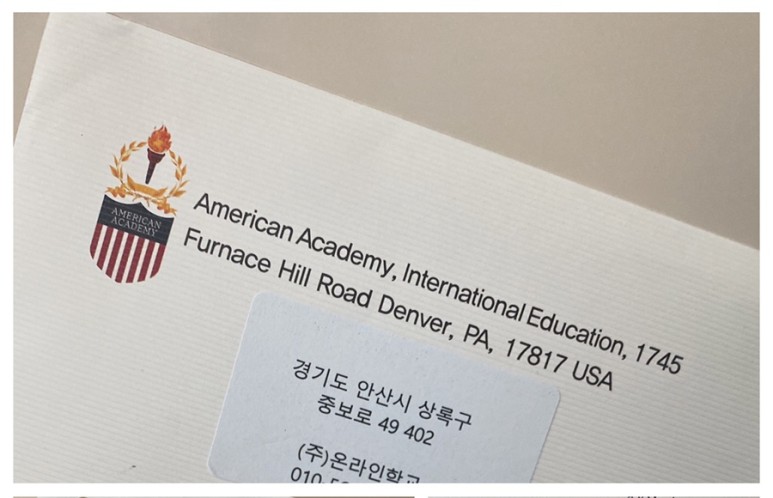 AMERICAN
ACADEMY
American Academy, International Education, 1745
Furnace Hill Road Denver, PA, 17817 USA
경기도 안산시 상록구
중보로 49 402
(주)온라인학교